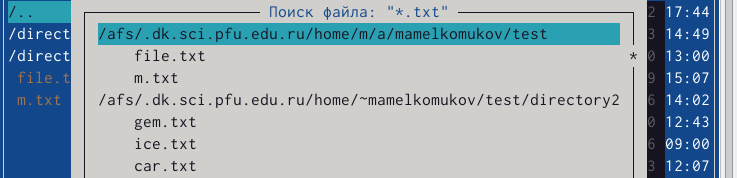 /.. Поиск файла: "*.txt" 2 17:44
/direct /afs/.dk.sci.pfu.edu.ru/home/m/a/mamelkomukov/test 3 14:49
/direct file.txt * 0 13:00
file.t m.txt 9 15:07
m.txt /afs/.dk.sci.pfu.edu.ru/home/~mamelkomukov/test/directory2 6 14:02
gem.txt 0 12:43
ice.txt 6 09:00
car.txt 3 12:07